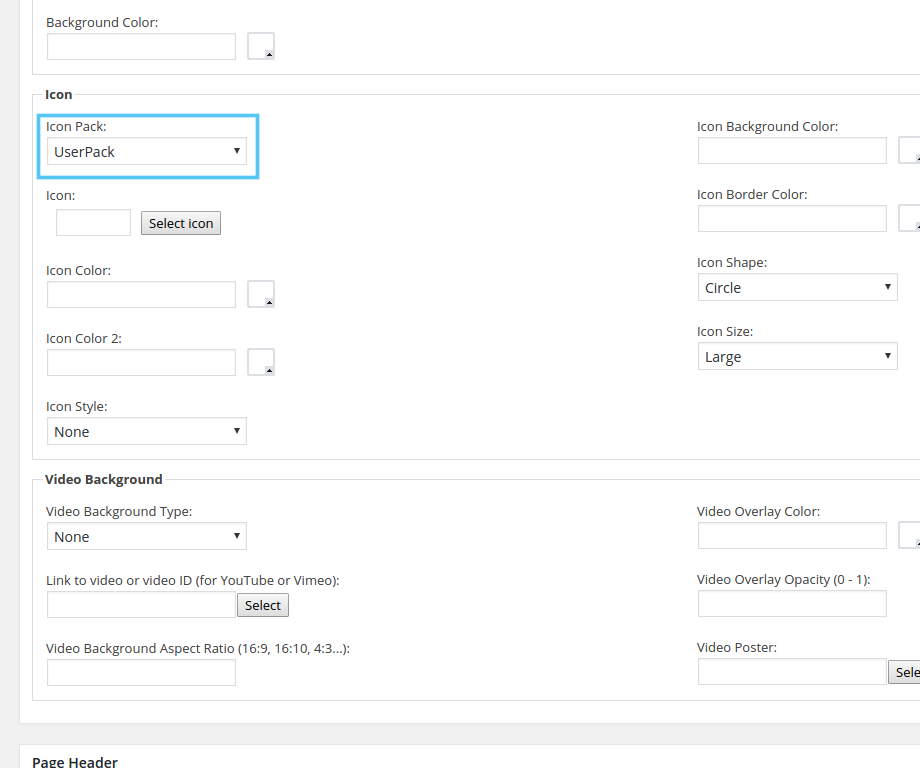 Background Color:
Icon
Icon Pack:
UserPack
Icon:
Select icon
Icon Color:
Icon Color 2:
Icon Style:
None
Icon Background Color:
Icon Border Color:
Icon Shape:
Circle
Icon Size:
Large
Video Background
Video Background Type:
None
Link to video or video ID (for YouTube or Vimeo):
Select
Video Background Aspect Ratio (16:9, 16:10, 4:3...):
Video Overlay Color:
Video Overlay Opacity (0 - 1):
Video Poster:
Sele
Page Header